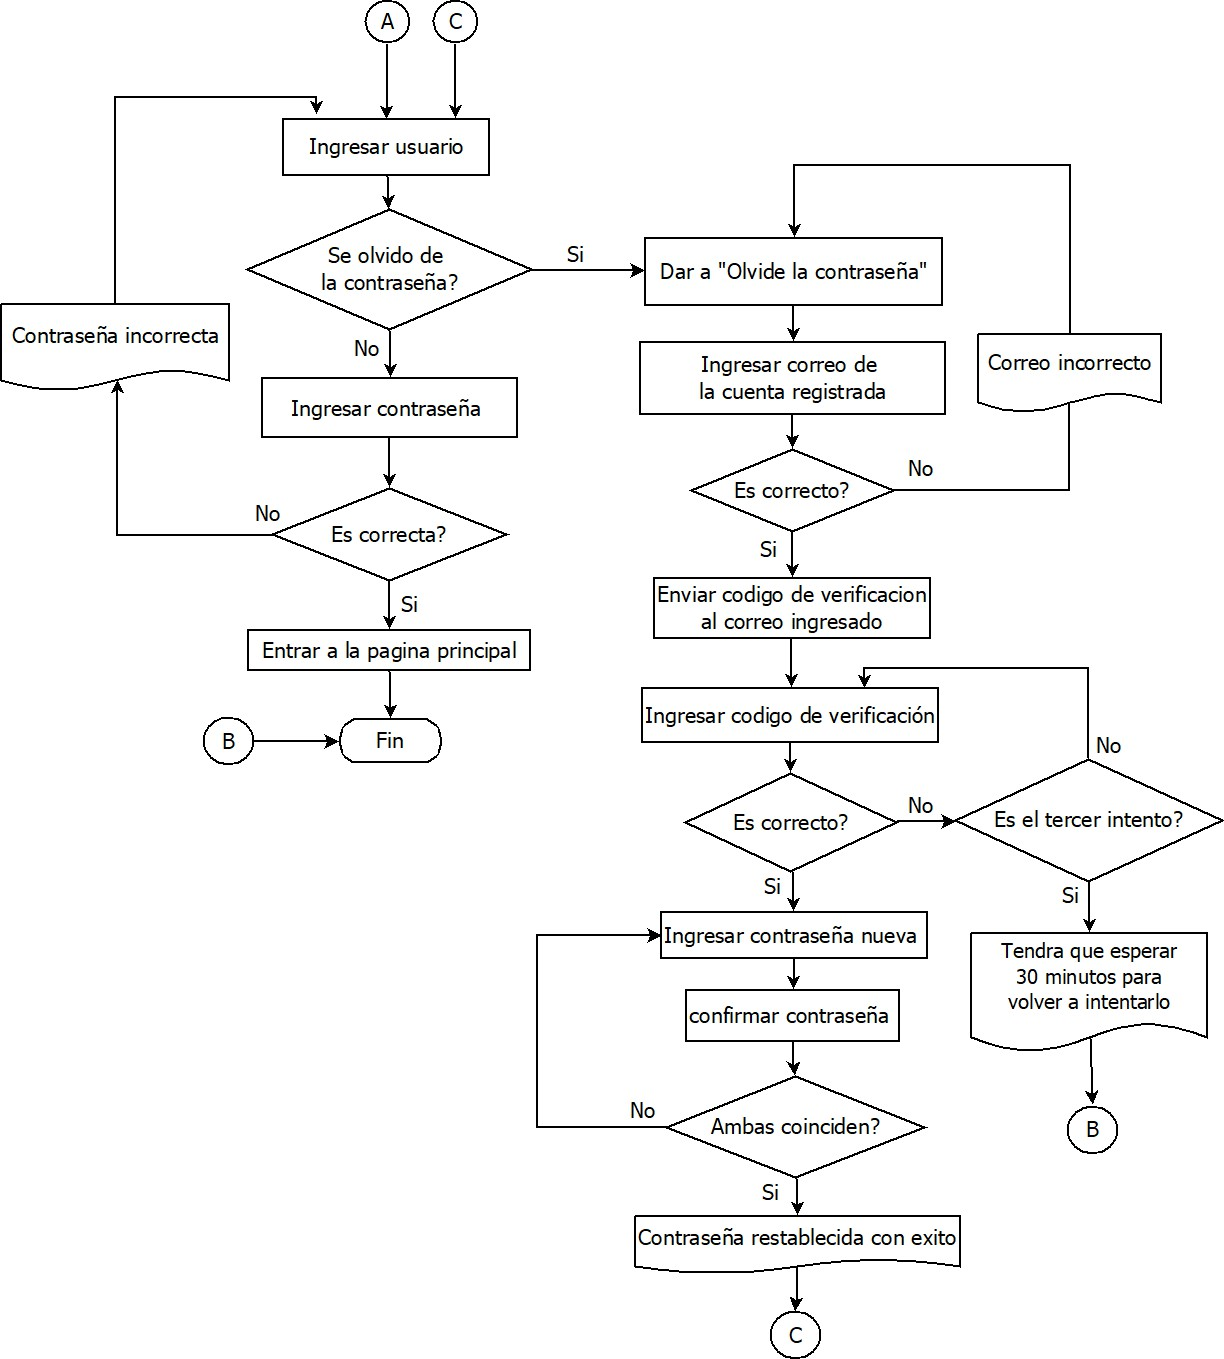 A
C
Ingresar usuario
Se olvido de
la contraseña?
Si
No
Contraseña incorrecta
Ingresar contraseña
Es correcta?
No
Si
Entrar a la pagina principal
B
Fin
Dar a "Olvide la contraseña"
Ingresar correo de
la cuenta registrada
Correo incorrecto
Es correcto?
No
Si
Enviar codigo de verificacion
al correo ingresado
Ingresar codigo de verificación
Es correcto?
No
Es el tercer intento?
No
Si
Tendra que esperar
30 minutos para
volver a intentarlo
B
Si
Ingresar contraseña nueva
confirmar contraseña
Ambas coinciden?
No
Si
Contraseña restablecida con exito
C